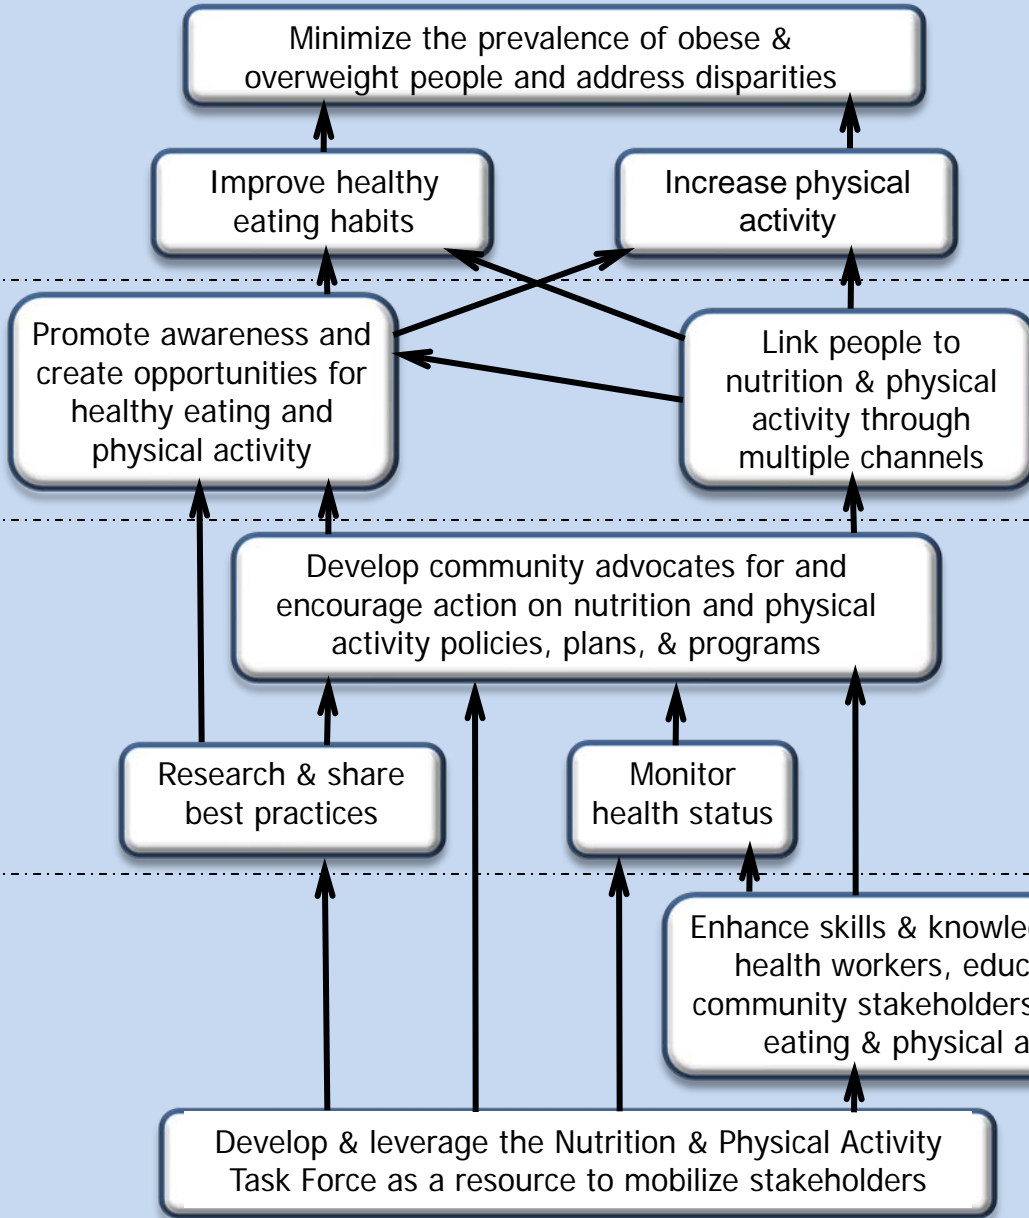 Minimize the prevalence of obese &
overweight people and address disparities
Improve healthy
eating habits
Increase physical
activity
Promote awareness and
create opportunities for
healthy eating and
physical activity
Link people to
nutrition & physical
activity through
multiple channels
Develop community advocates for and
encourage action on nutrition and physical
activity policies, plans, & programs
Research & share
best practices
Monitor
health status
Enhance skills &
health workers,
community stakeholders
eating & physical
Develop & leverage the Nutrition & Physical Activity
Task Force as a resource to mobilize stakeholders